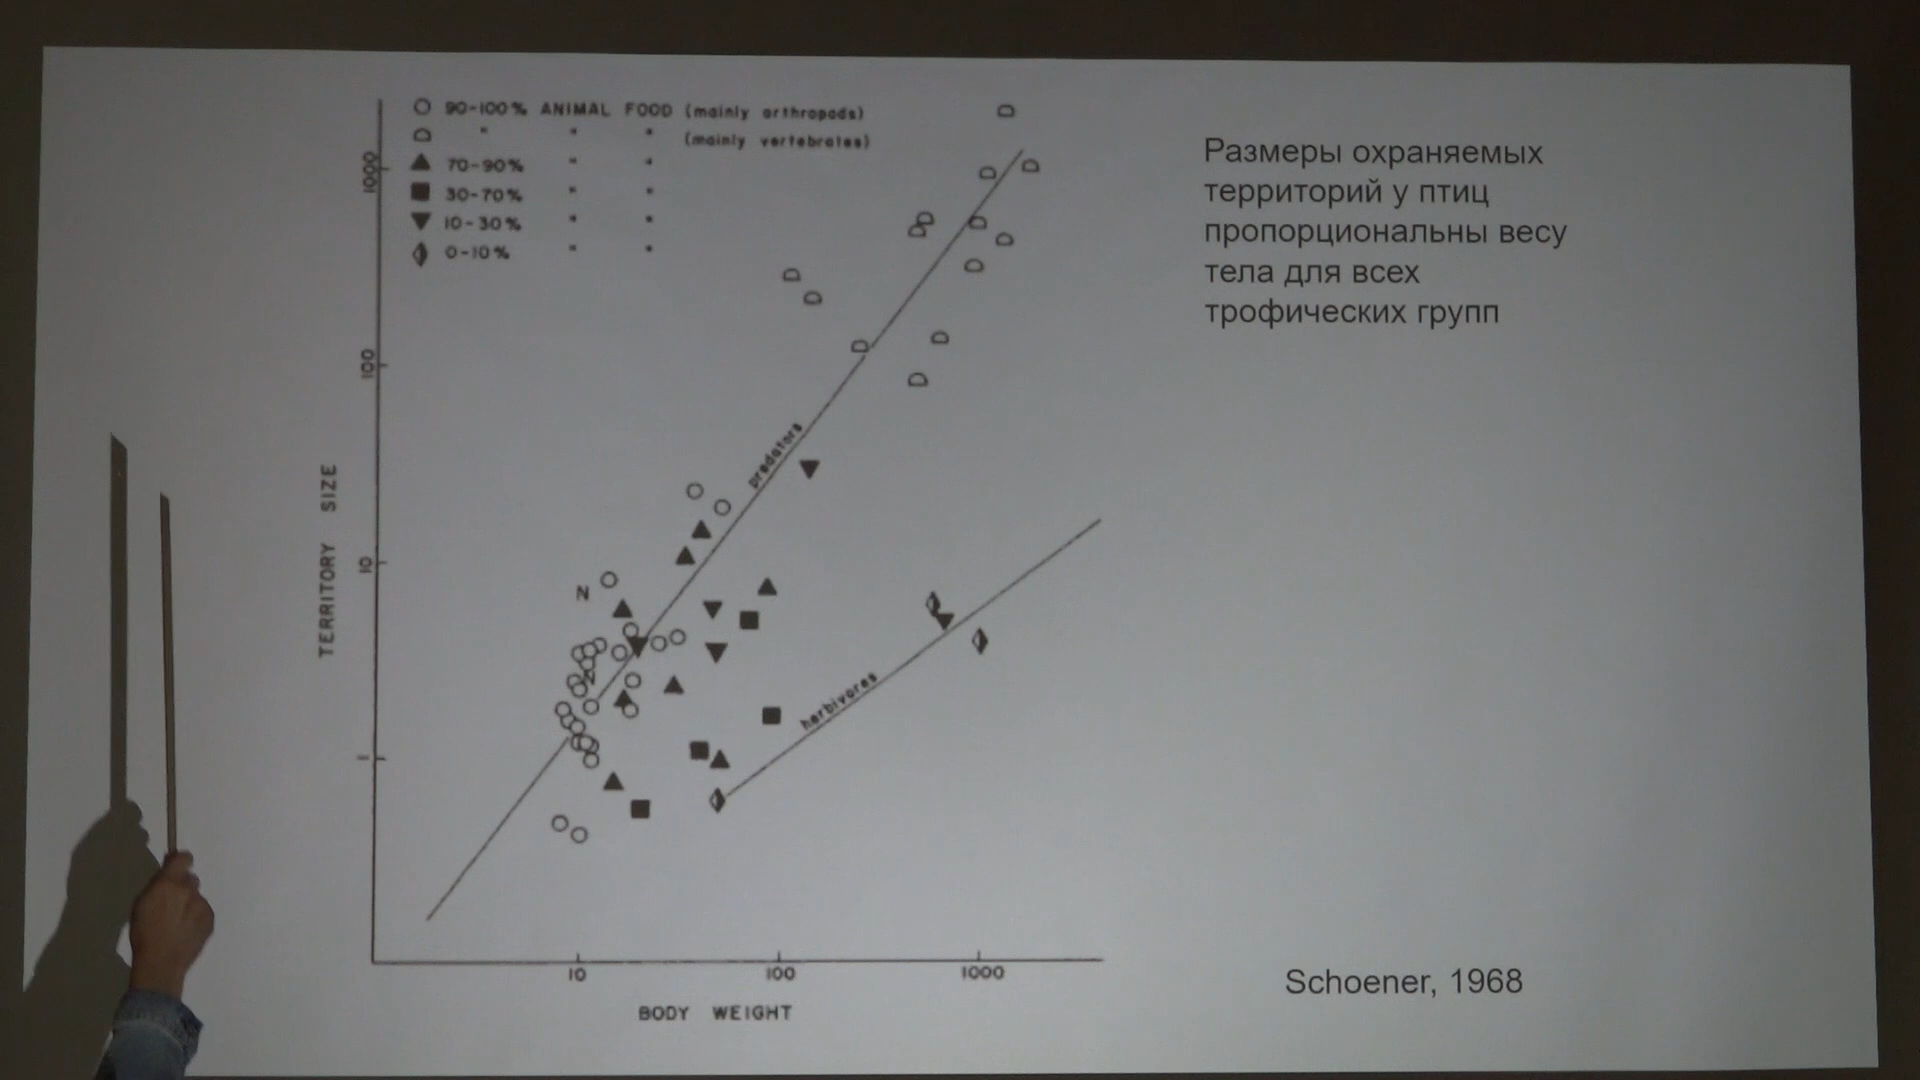 ○ 90-100% ANIMAL FOOD (mainly arthropods)
" " " (mainly vertebrates)
▲ 70-90% " "
■ 30-70% " "
▼ 10-30% " "
0-10% " "
1000
100
10
1
TERRITORY SIZE
predators
herbivores
N
N
10 100 1000
BODY WEIGHT
Размеры охраняемых
территорий у птиц
пропорциональны весу
тела для всех
трофических групп
Schoener, 1968